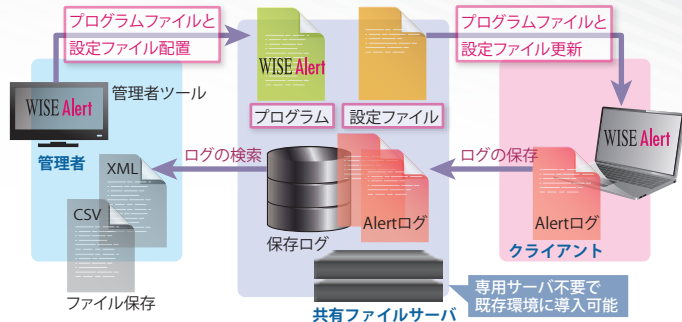 プログラムファイルと
設定ファイル配置
WISE Alert
プログラム
設定ファイル
プログラムファイルと
設定ファイル更新
WISE Alert
管理者ツール
管理者
XML
CSV
ファイル保存
ログの検索
保存ログ
Alertログ
ログの保存
WISE Alert
Alertログ
クライアント
共有ファイルサーバ
専用サーバ不要で
既存環境に導入可能